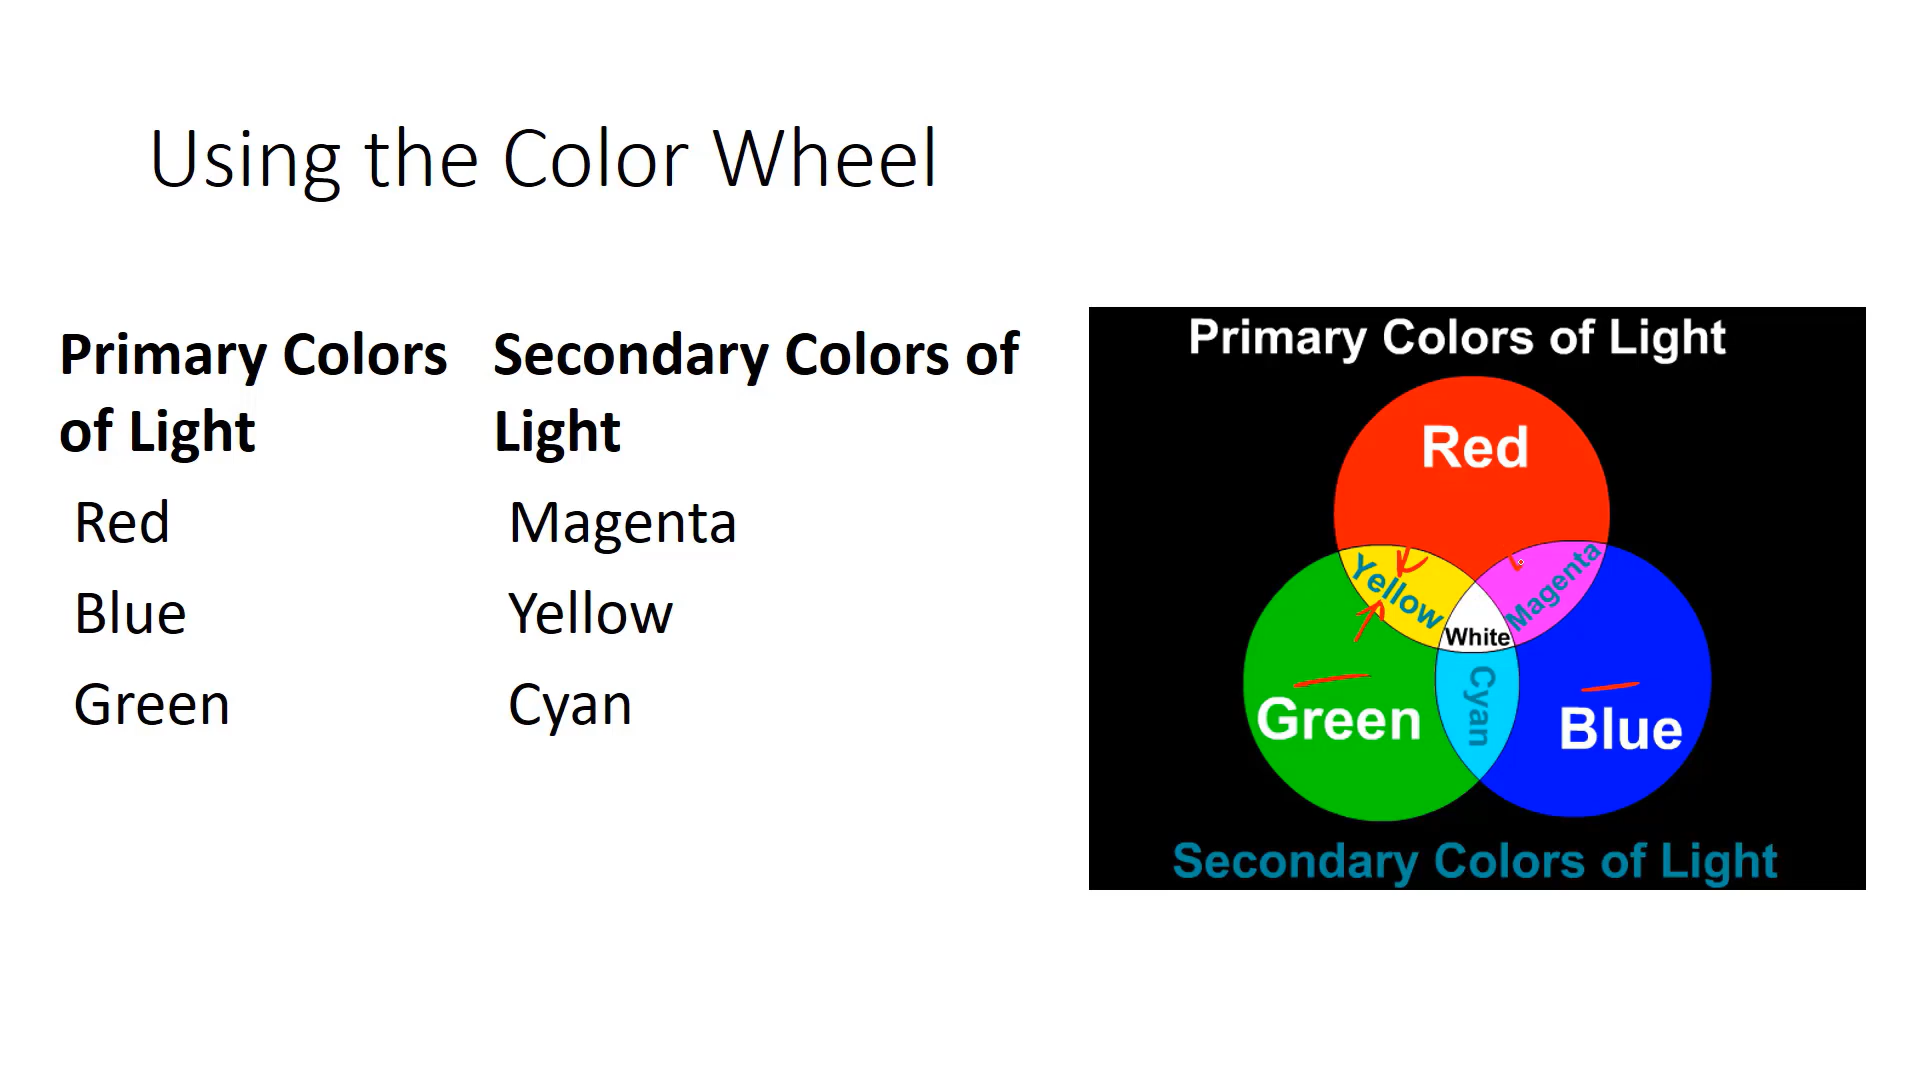 Using the Color Wheel
Primary Colors
of Light
Red
Blue
Green
Secondary Colors of
Light
Magenta
Yellow
Cyan
Primary Colors of Light
Red
Yellow
Magenta
White
Green
Cyan
Blue
Secondary Colors of Light